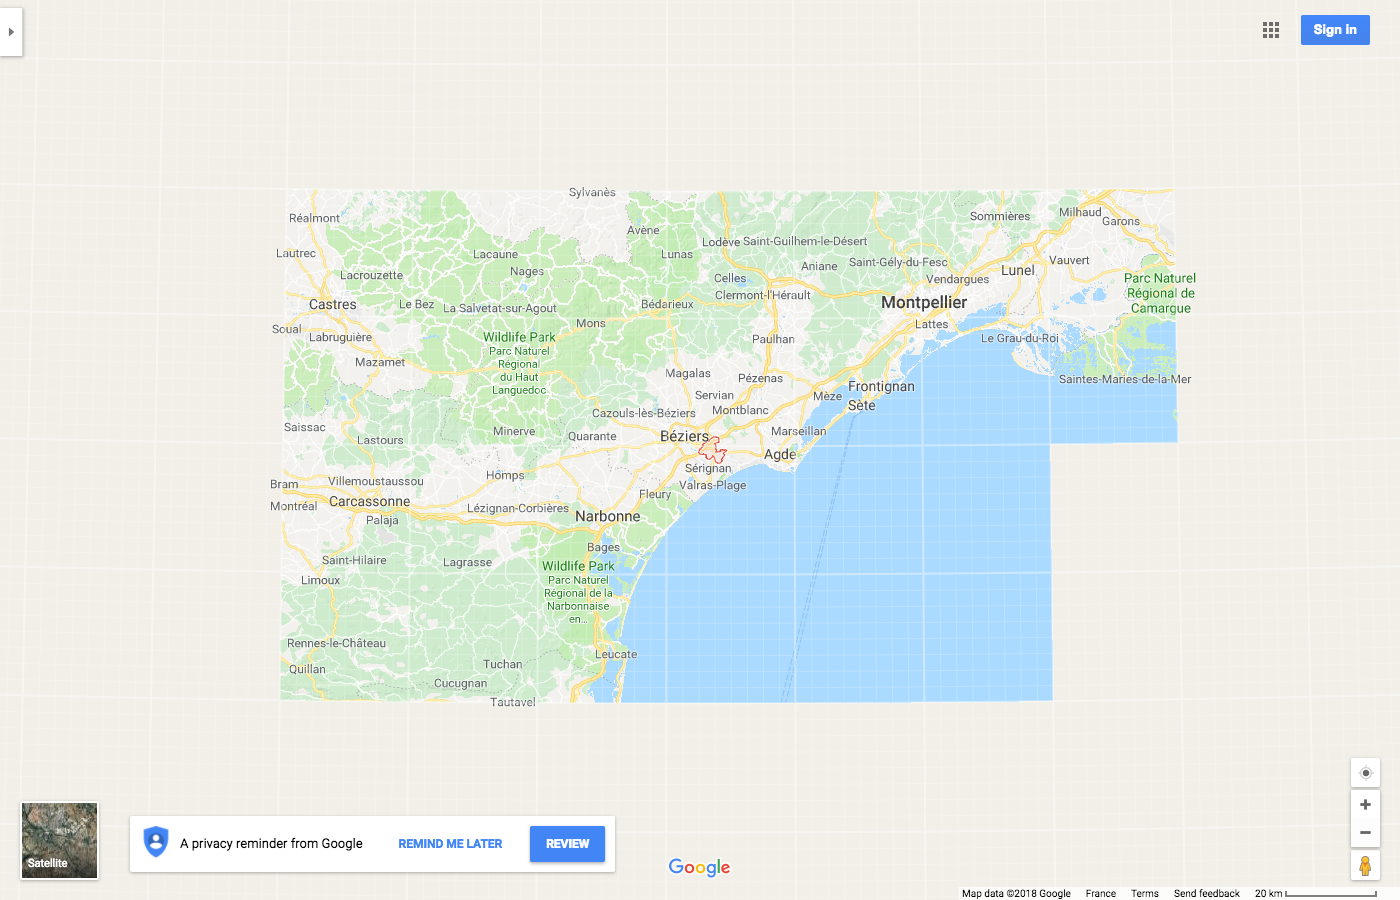 Sign in
Sylvanès
Réalmont
Sommières
Milhaud
Garons
Avène
Lautrec
Lacaune
Lunas
Lodève
Saint-Guilhem-le-Désert
Nages
Aniane
Saint-Gély-du-Fesc
Lunel
Vauvert
Lacrouzette
Celles
Vendargues
Parc Naturel
Régional de
Camargue
Castres
Le Bez
La Salvetat-sur-Agout
Bédarieux
Clermont-l'Hérault
Montpellier
Soual
Labruguière
Mons
Lattes
Wildlife Park
Parc Naturel
Régional
du Haut
Languedoc
Paulhan
Le Grau-du-Roi
Mazamet
Magalas
Pézenas
Saintes-Maries-de-la-Mer
Servian
Mèze
Frontignan
Sète
Cazouls-lès-Béziers
Montblanc
Saissac
Lastours
Minerve
Quarante
Béziers
Marseillan
Agde
Sérignan
Valras-Plage
Bram
Villemoustaussou
Homps
Fleury
Montréal
Carcassonne
Lézignan-Corbières
Palaja
Narbonne
Saint-Hilaire
Lagrasse
Bages
Limoux
Wildlife Park
Parc Naturel
Régional de la
Narbonnaise
en...
Rennes-le-Château
Leucate
Quillan
Tuchan
Cucugnan
Tautavel
Satellite
A privacy reminder from Google
REMIND ME LATER
REVIEW
Google
Map data ©2018 Google
France
Terms
Send feedback
20 km